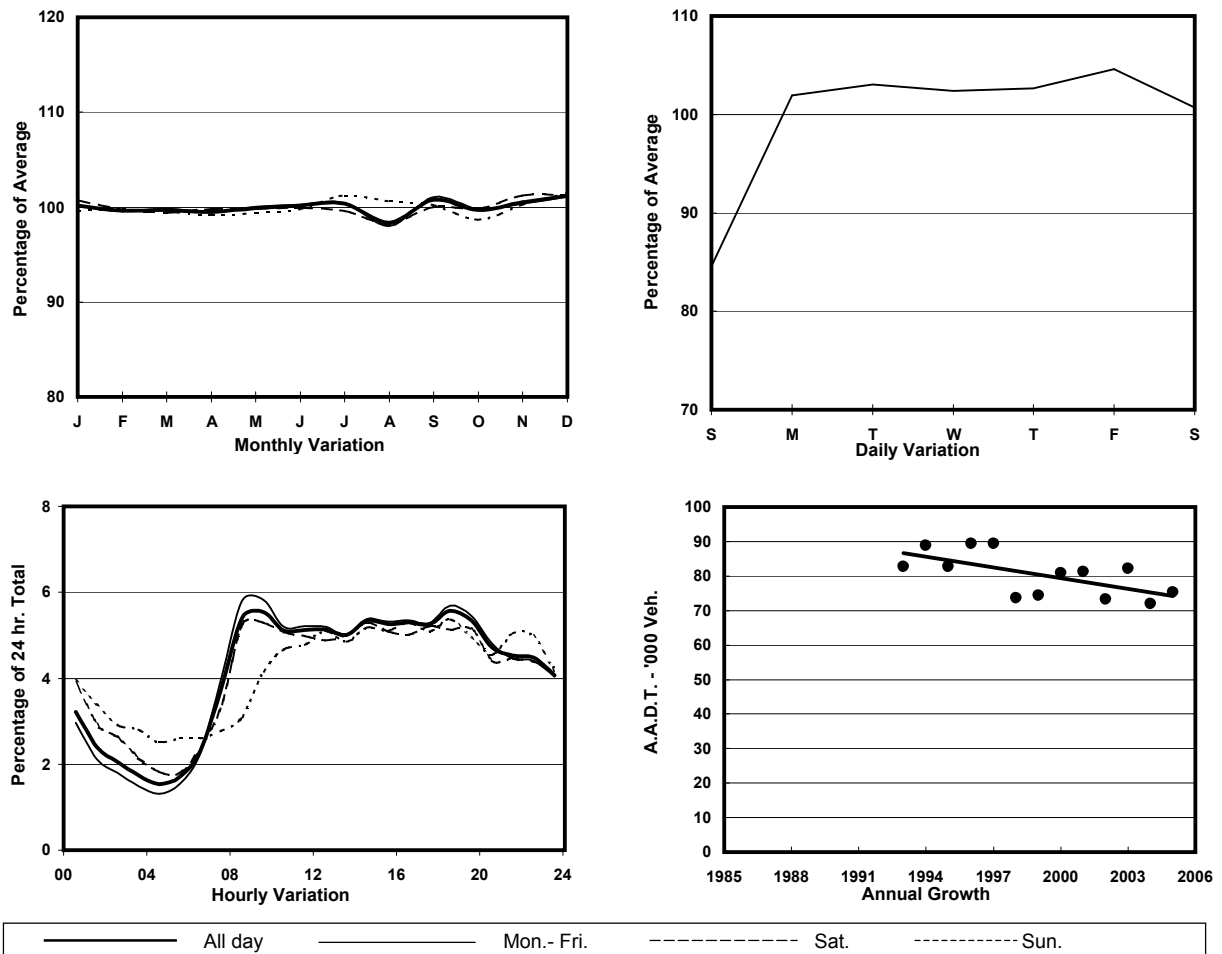 120
110
100
90
80
Percentage of Average
J F M A M J J A S O N D
Monthly Variation
110
100
90
80
70
Percentage of Average
S M T W T F S
Daily Variation
8
6
4
2
0
Percentage of 24 hr. Total
00 04 08 12 16 20 24
Hourly Variation
100
90
80
70
60
50
40
30
20
10
0
A.A.D.T. - '000 Veh.
1985 1988 1991 1994 1997 2000 2003 2006
Annual Growth
All day Mon.- Fri. Sat. Sun.